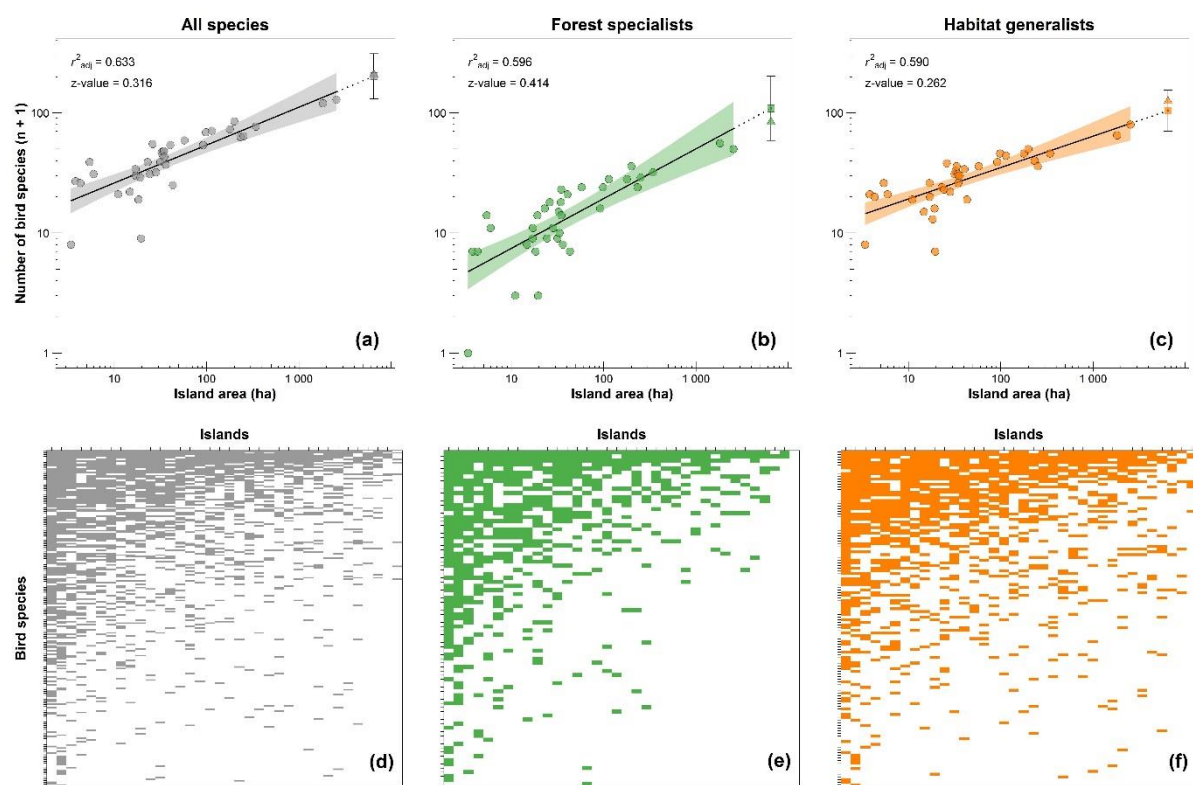 All species
Forest specialists
Habitat generalists
r²adj = 0.633
z-value = 0.316
r²adj = 0.596
z-value = 0.414
r²adj = 0.590
z-value = 0.262
Number of bird species (n + 1)
100
10
1
100
10
1
100
10
1
(a)
(b)
(c)
10 100 1 000
10 100 1 000
10 100 1 000
Island area (ha)
Island area (ha)
Island area (ha)
Islands
Islands
Islands
Bird species
(d)
(e)
(f)